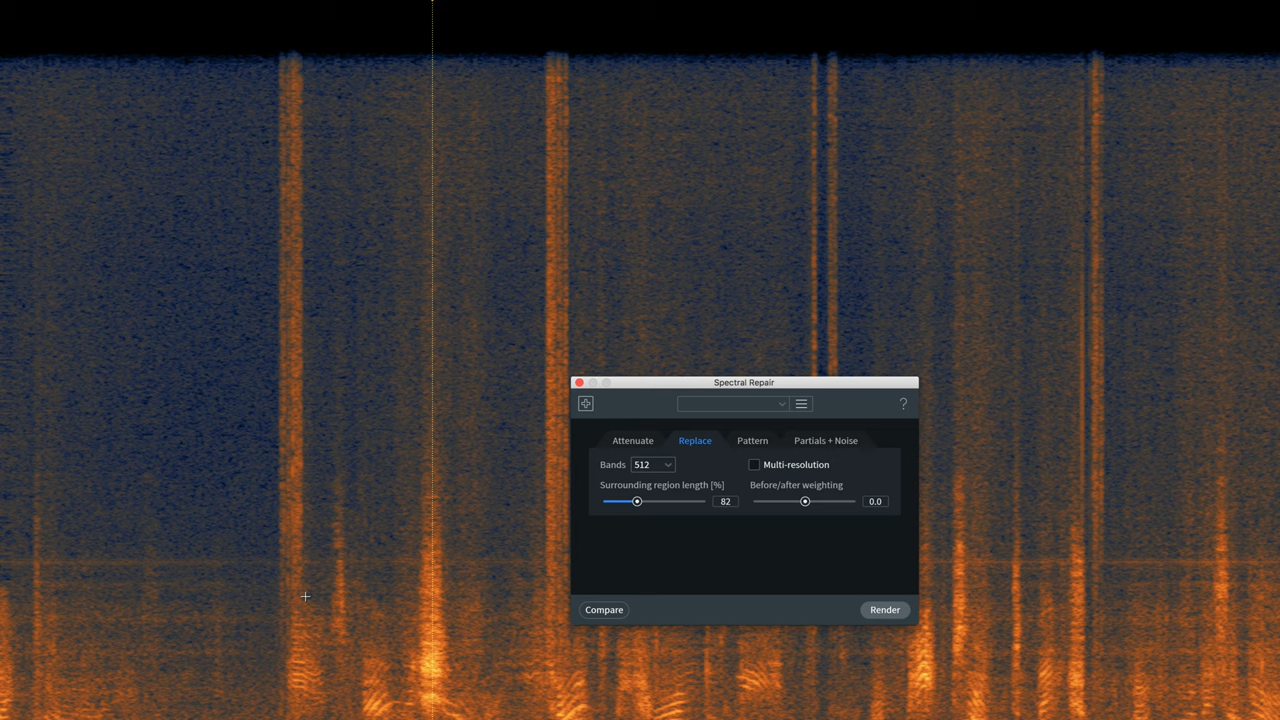 Spectral Repair
?
Attenuate Replace Pattern Partials + Noise
Bands 512 Multi-resolution
Surrounding region length [%] Before/after weighting
82 0.0
Compare Render